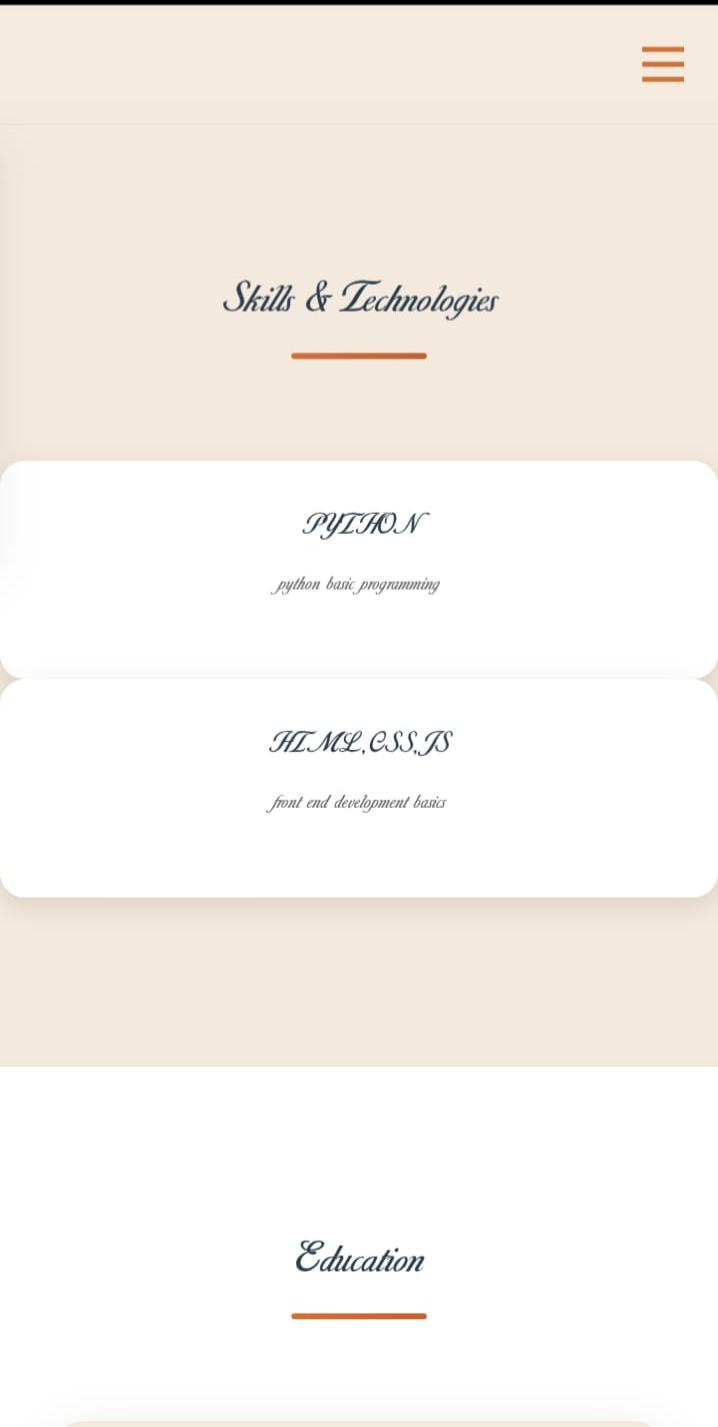 Skills & Technologies
PYTHON
python basic programming
HTML,CSS,JS
front end development basics
Education